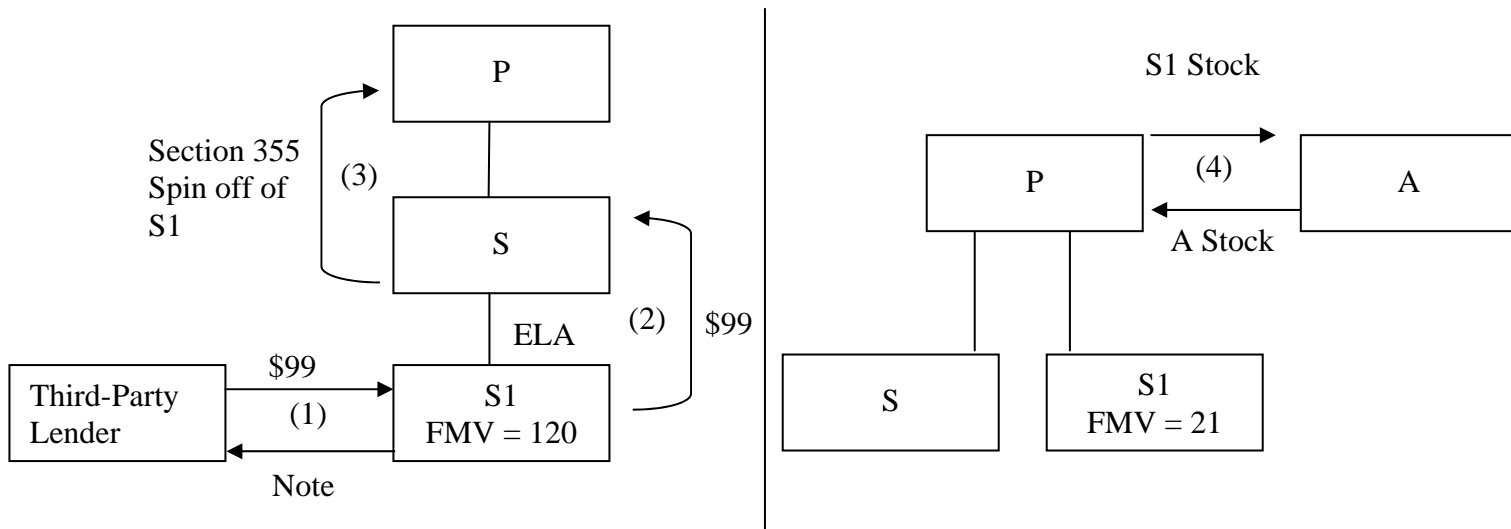 P
Section 355
Spin off of
S1
(3)
S
(2)
$99
ELA
$99
Third-Party
Lender
(1)
S1
FMV = 120
Note
S1 Stock
P
(4)
A
A Stock
S
S1
FMV = 21